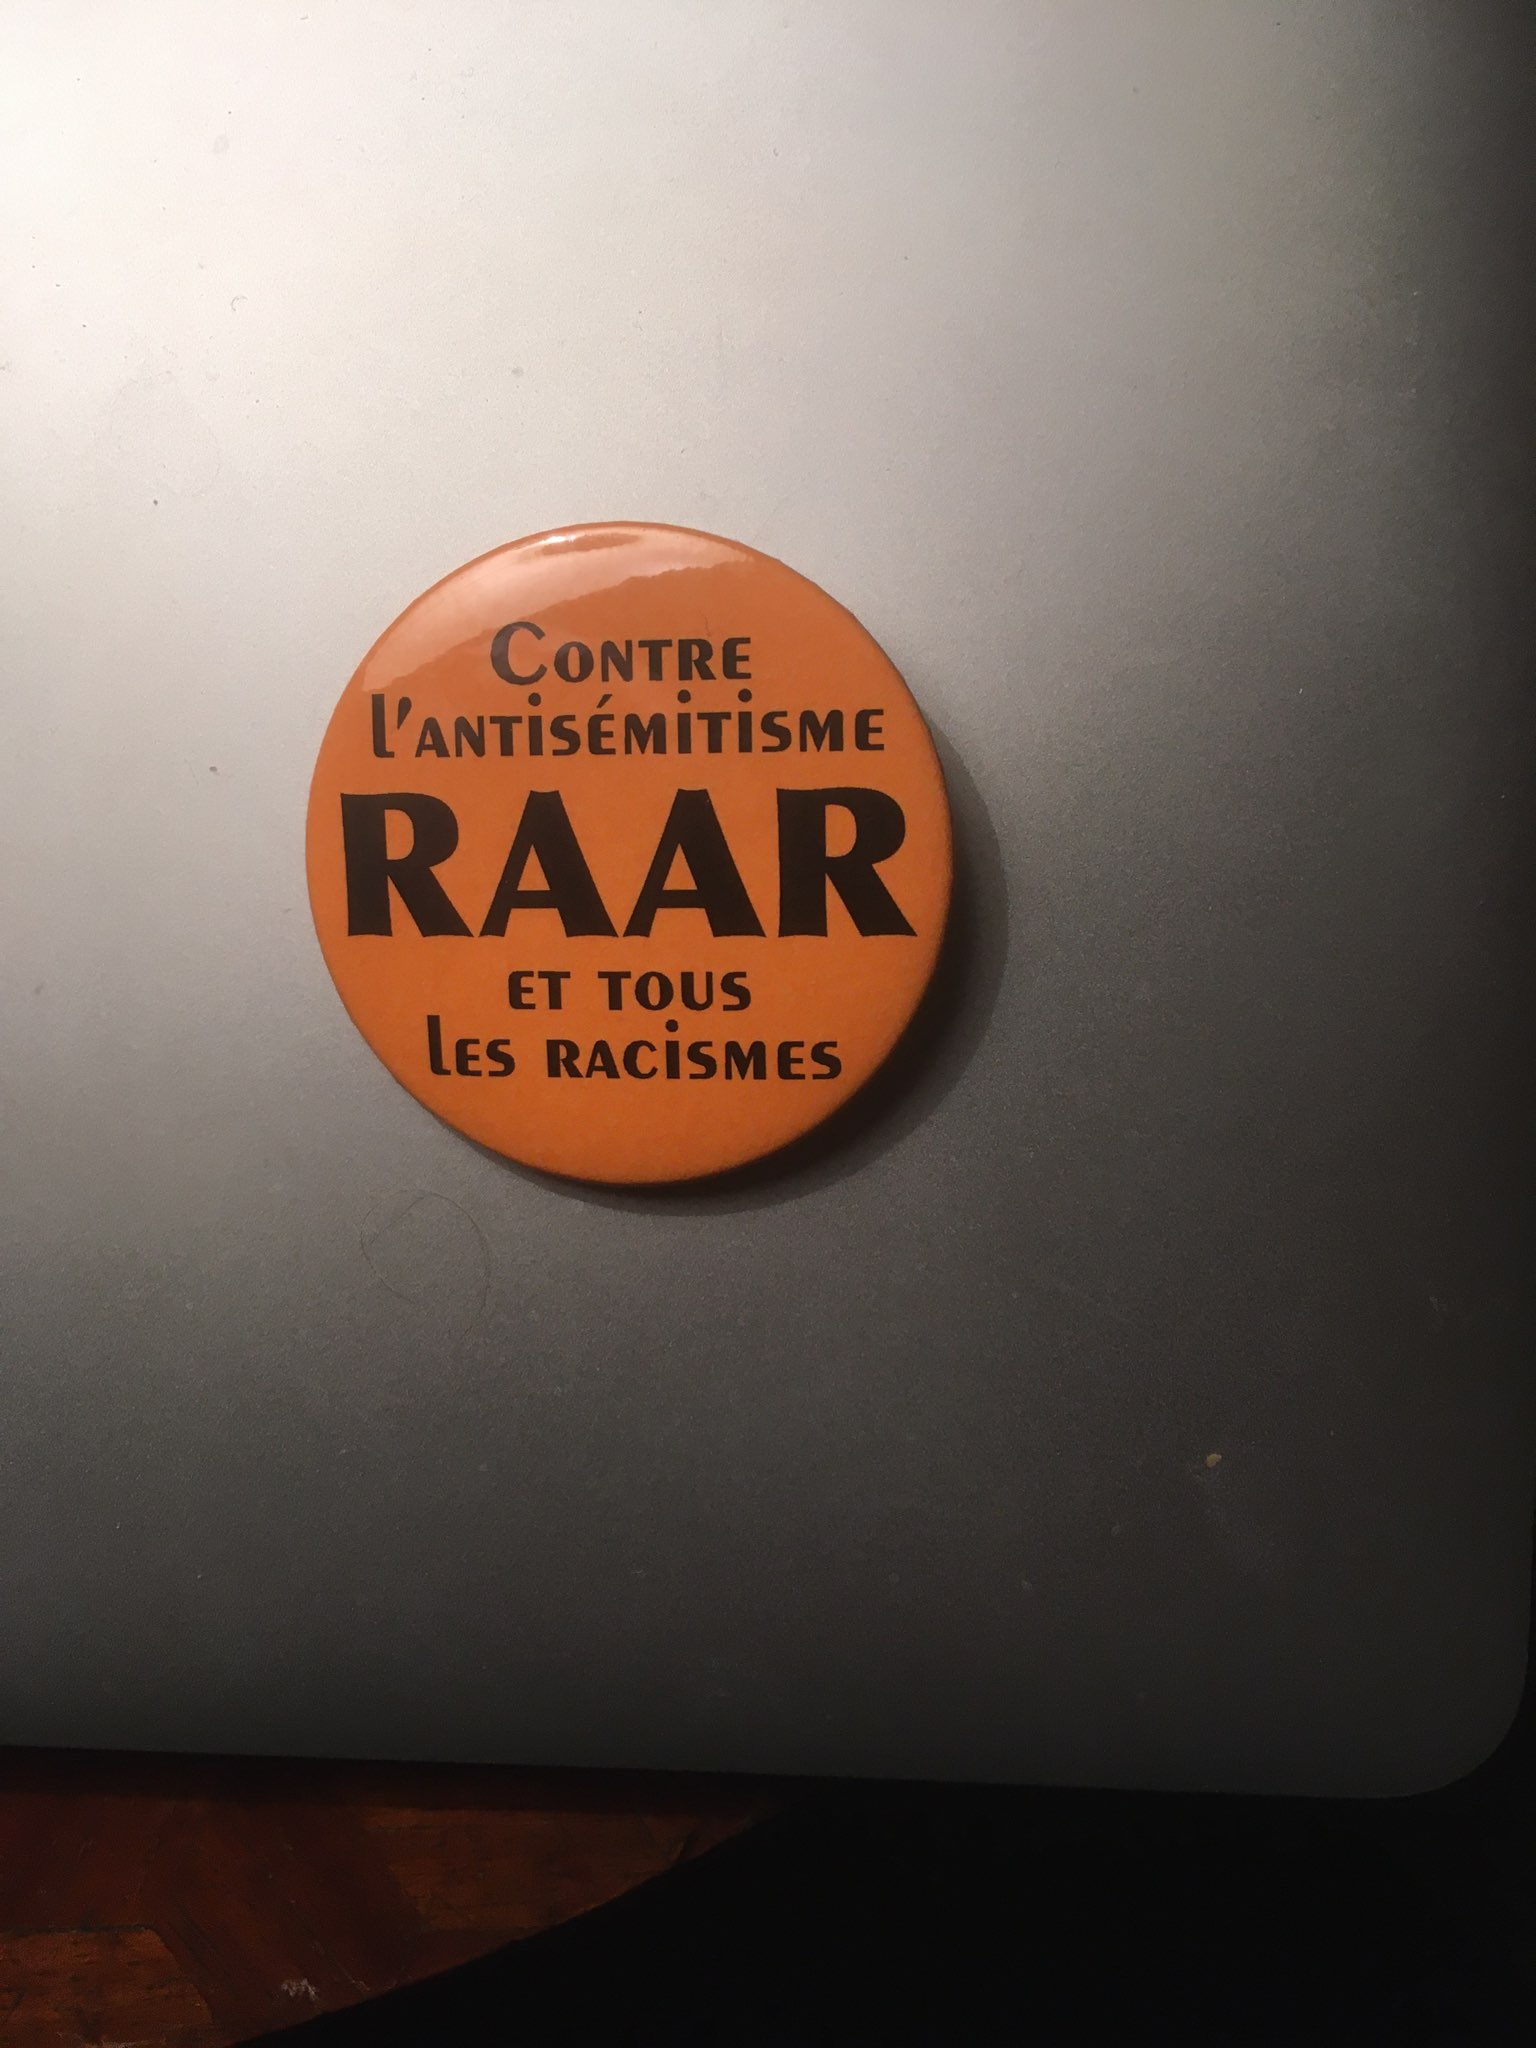 Contre
l'antisémitisme
RAAR
et tous
les racismes